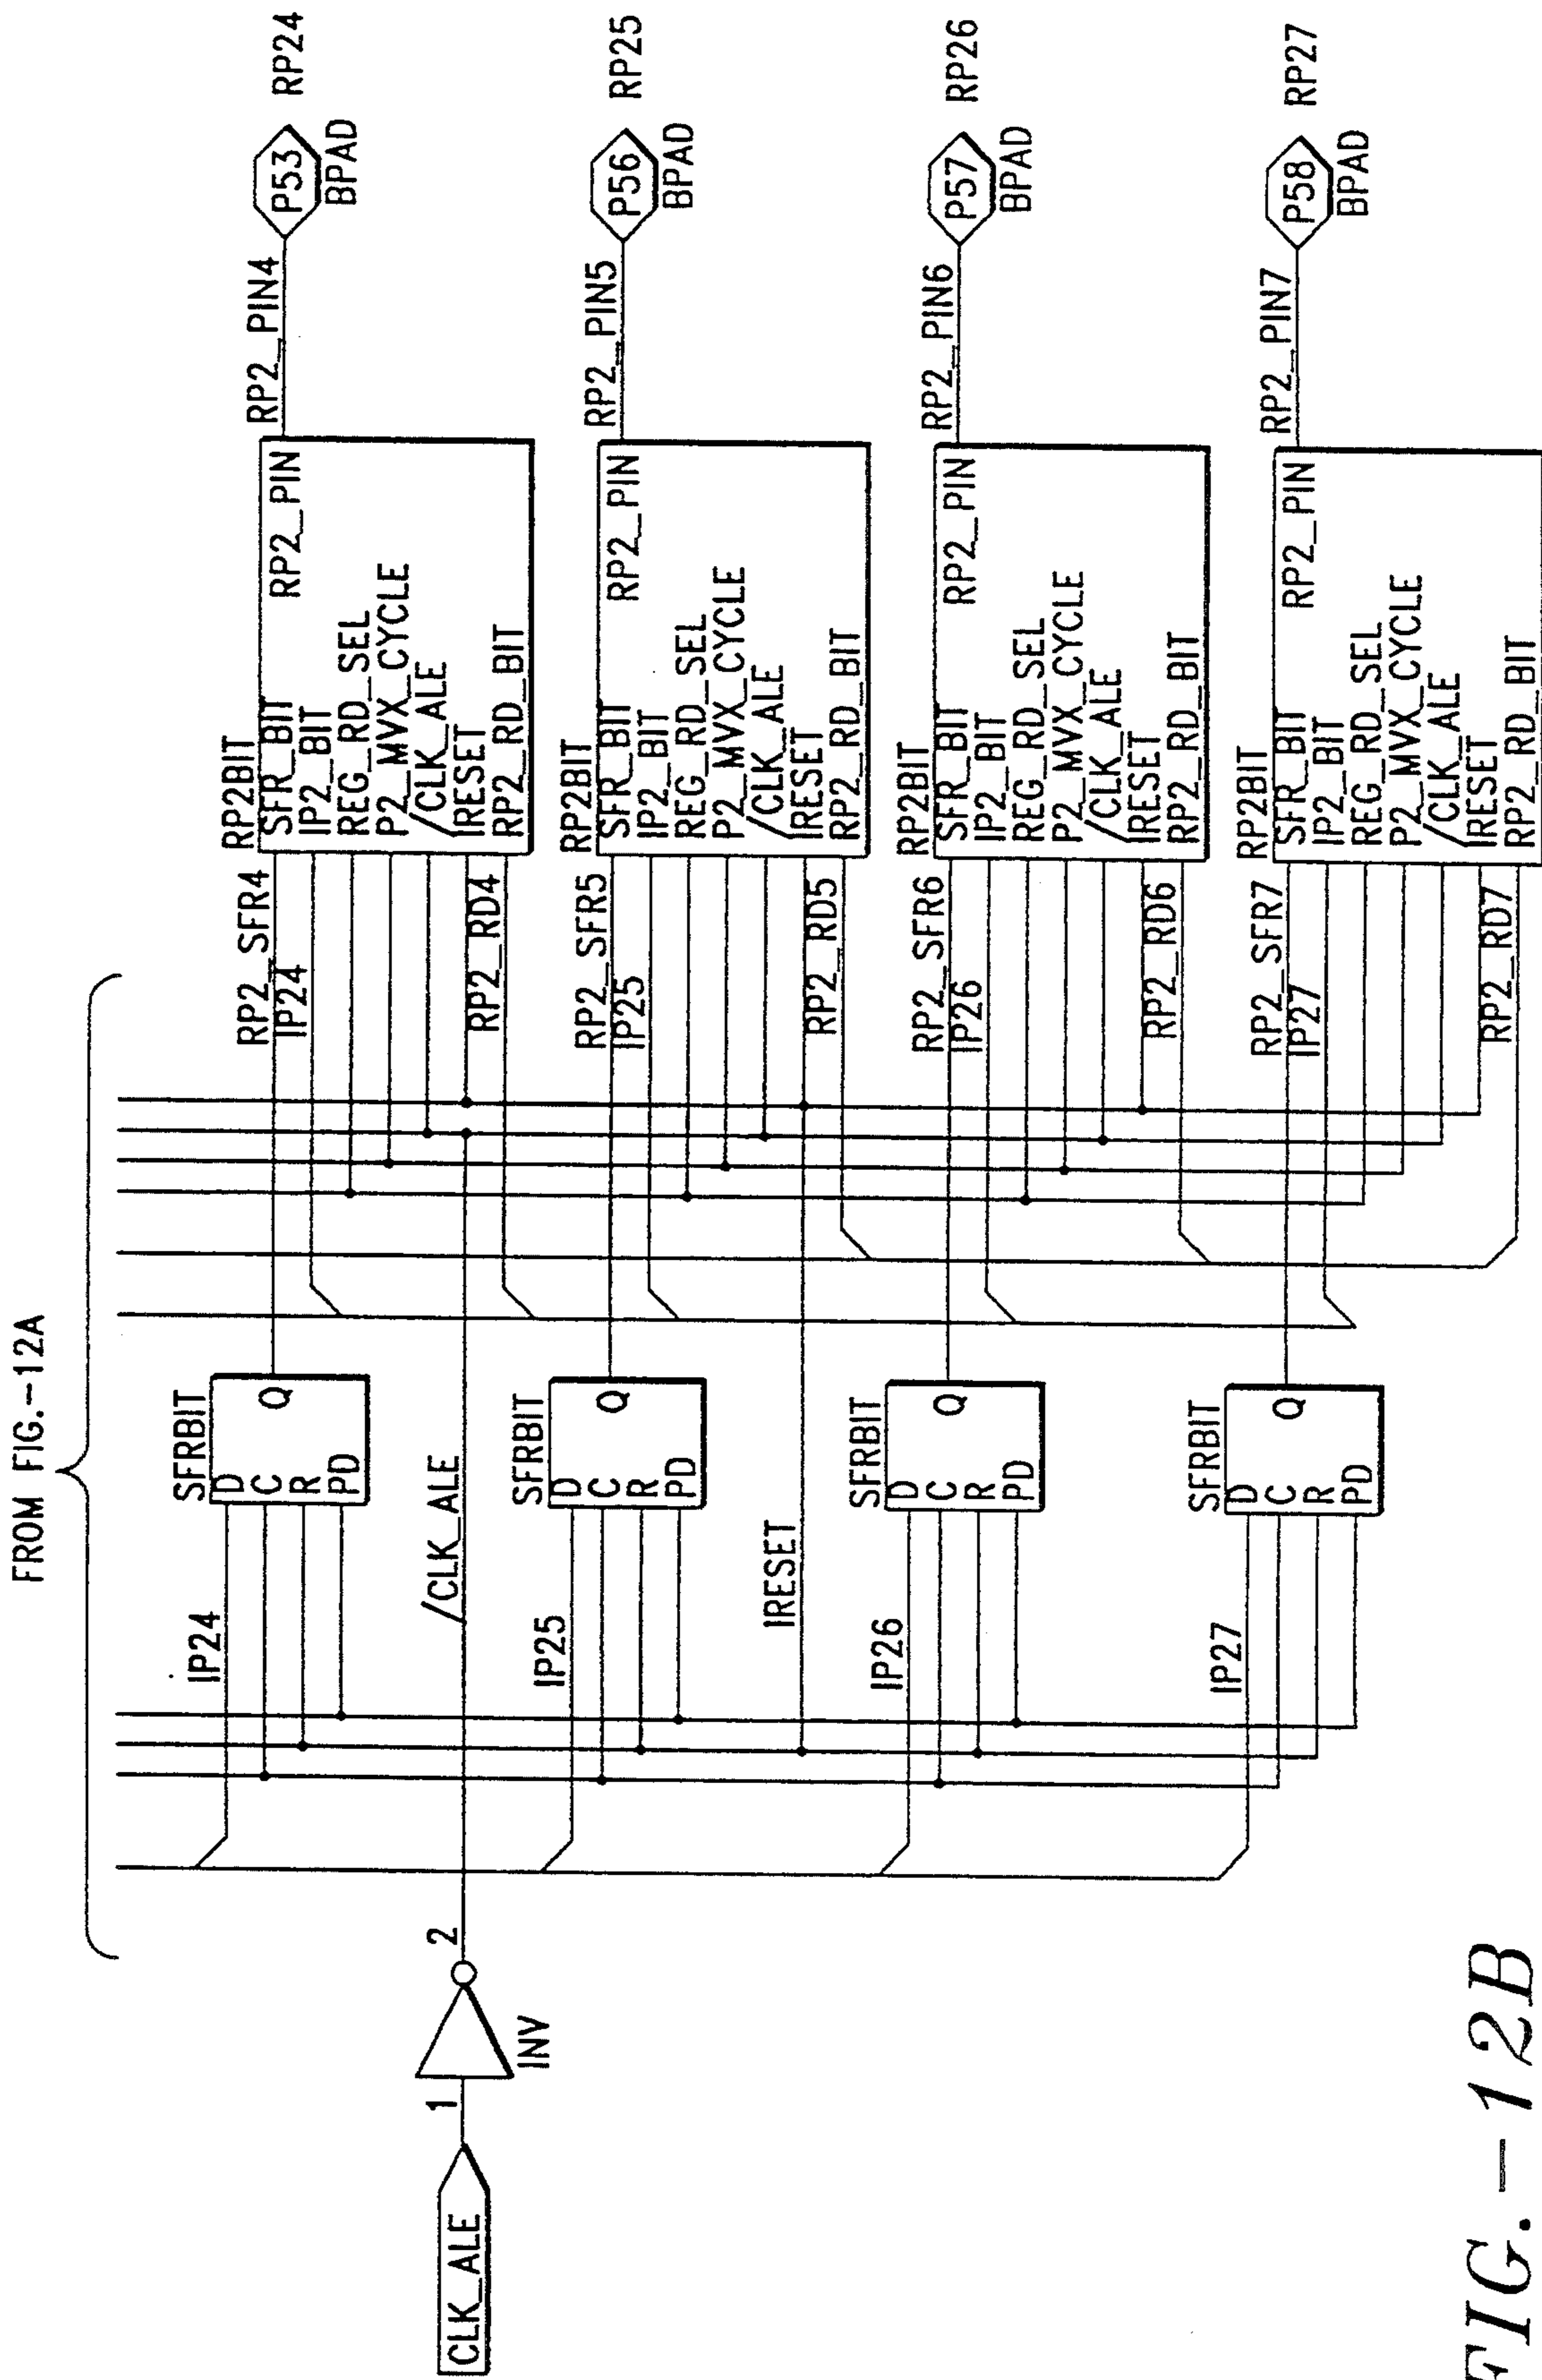 FROM FIG.-12A
CLK_ALE
1
INV
2
/CLK_ALE
IRESET
IP24
SFRBIT
D
C
R
PD
Q
RP2_SFR4
IP24
RP2_RD4
RP2BIT
SFR_BIT
IP2_BIT
REG_RD_SEL
P2_MVX_CYCLE
/CLK_ALE
IRESET
RP2_RD_BIT
RP2_PIN
RP2_PIN4
P53
BPAD
RP24
IP25
SFRBIT
D
C
R
PD
Q
RP2_SFR5
IP25
RP2_RD5
RP2BIT
SFR_BIT
IP2_BIT
REG_RD_SEL
P2_MVX_CYCLE
/CLK_ALE
IRESET
RP2_RD_BIT
RP2_PIN
RP2_PIN5
P56
BPAD
RP25
IP26
SFRBIT
D
C
R
PD
Q
RP2_SFR6
IP26
RP2_RD6
RP2BIT
SFR_BIT
IP2_BIT
REG_RD_SEL
P2_MVX_CYCLE
/CLK_ALE
IRESET
RP2_RD_BIT
RP2_PIN
RP2_PIN6
P57
BPAD
RP26
IP27
SFRBIT
D
C
R
PD
Q
RP2_SFR7
IP27
RP2_RD7
RP2BIT
SFR_BIT
IP2_BIT
REG_RD_SEL
P2_MVX_CYCLE
/CLK_ALE
IRESET
RP2_RD_BIT
RP2_PIN
RP2_PIN7
P58
BPAD
RP27
FIG.-12B